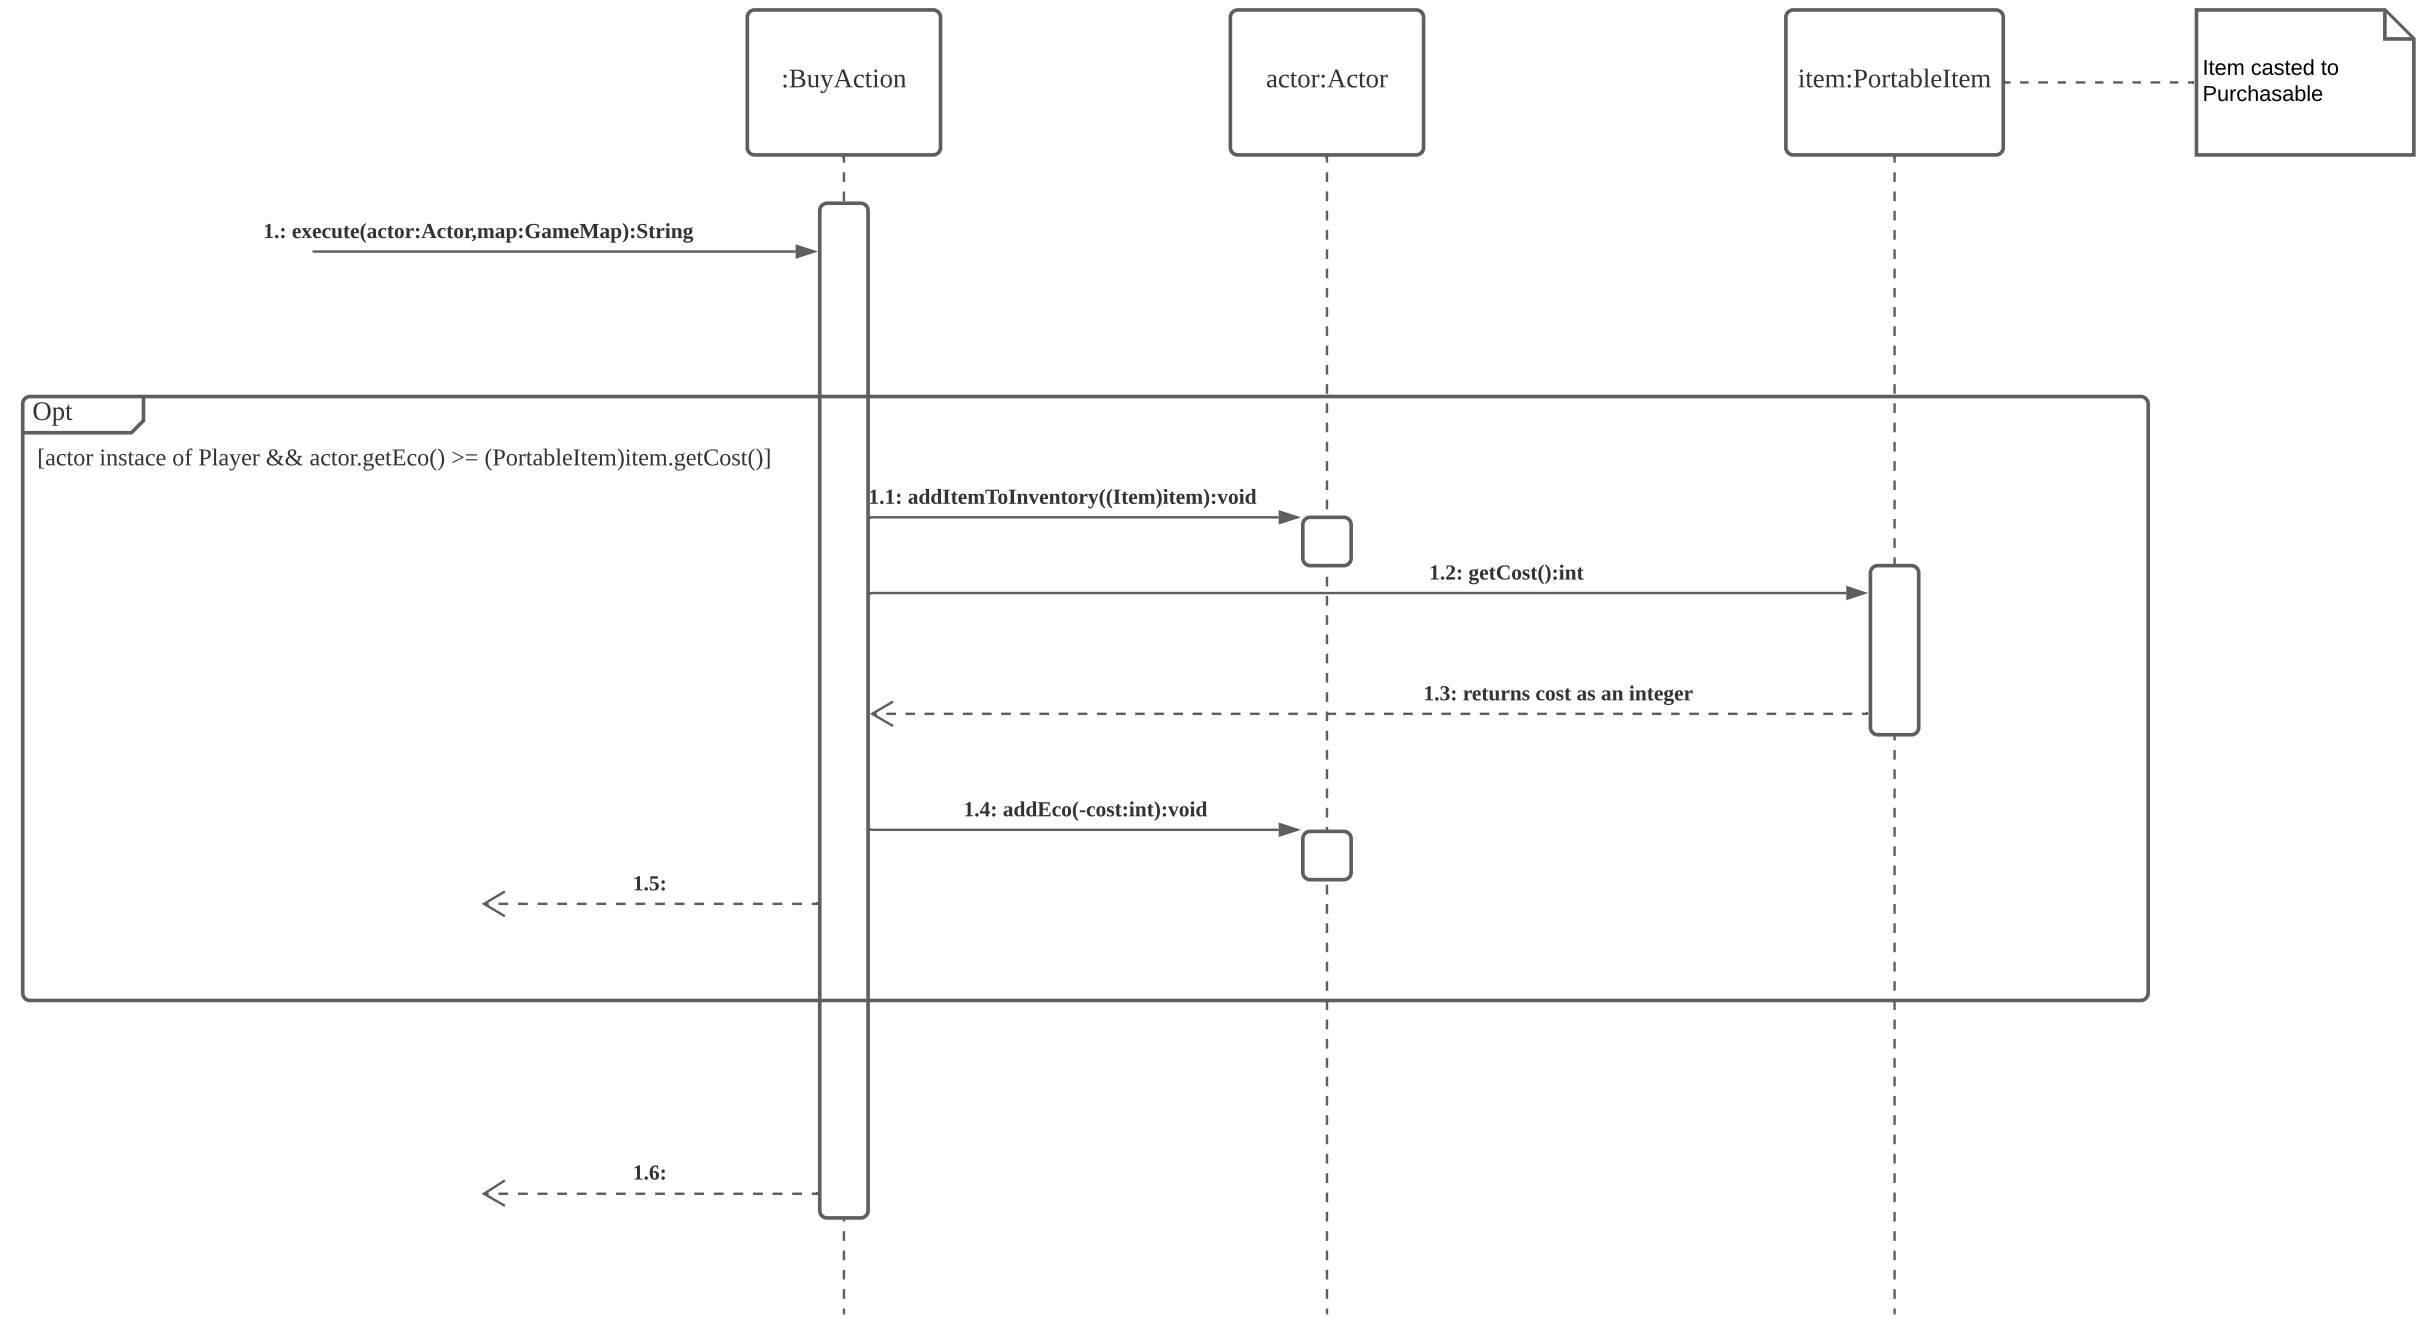 :BuyAction
actor:Actor
item:PortableItem
Item casted to
Purchasable
1.: execute(actor:Actor,map:GameMap):String
Opt
[actor instace of Player && actor.getEco() >= (PortableItem)item.getCost()]
1.1: addItemToInventory((Item)item):void
1.2: getCost():int
1.3: returns cost as an integer
1.4: addEco(-cost:int):void
1.5:
1.6: